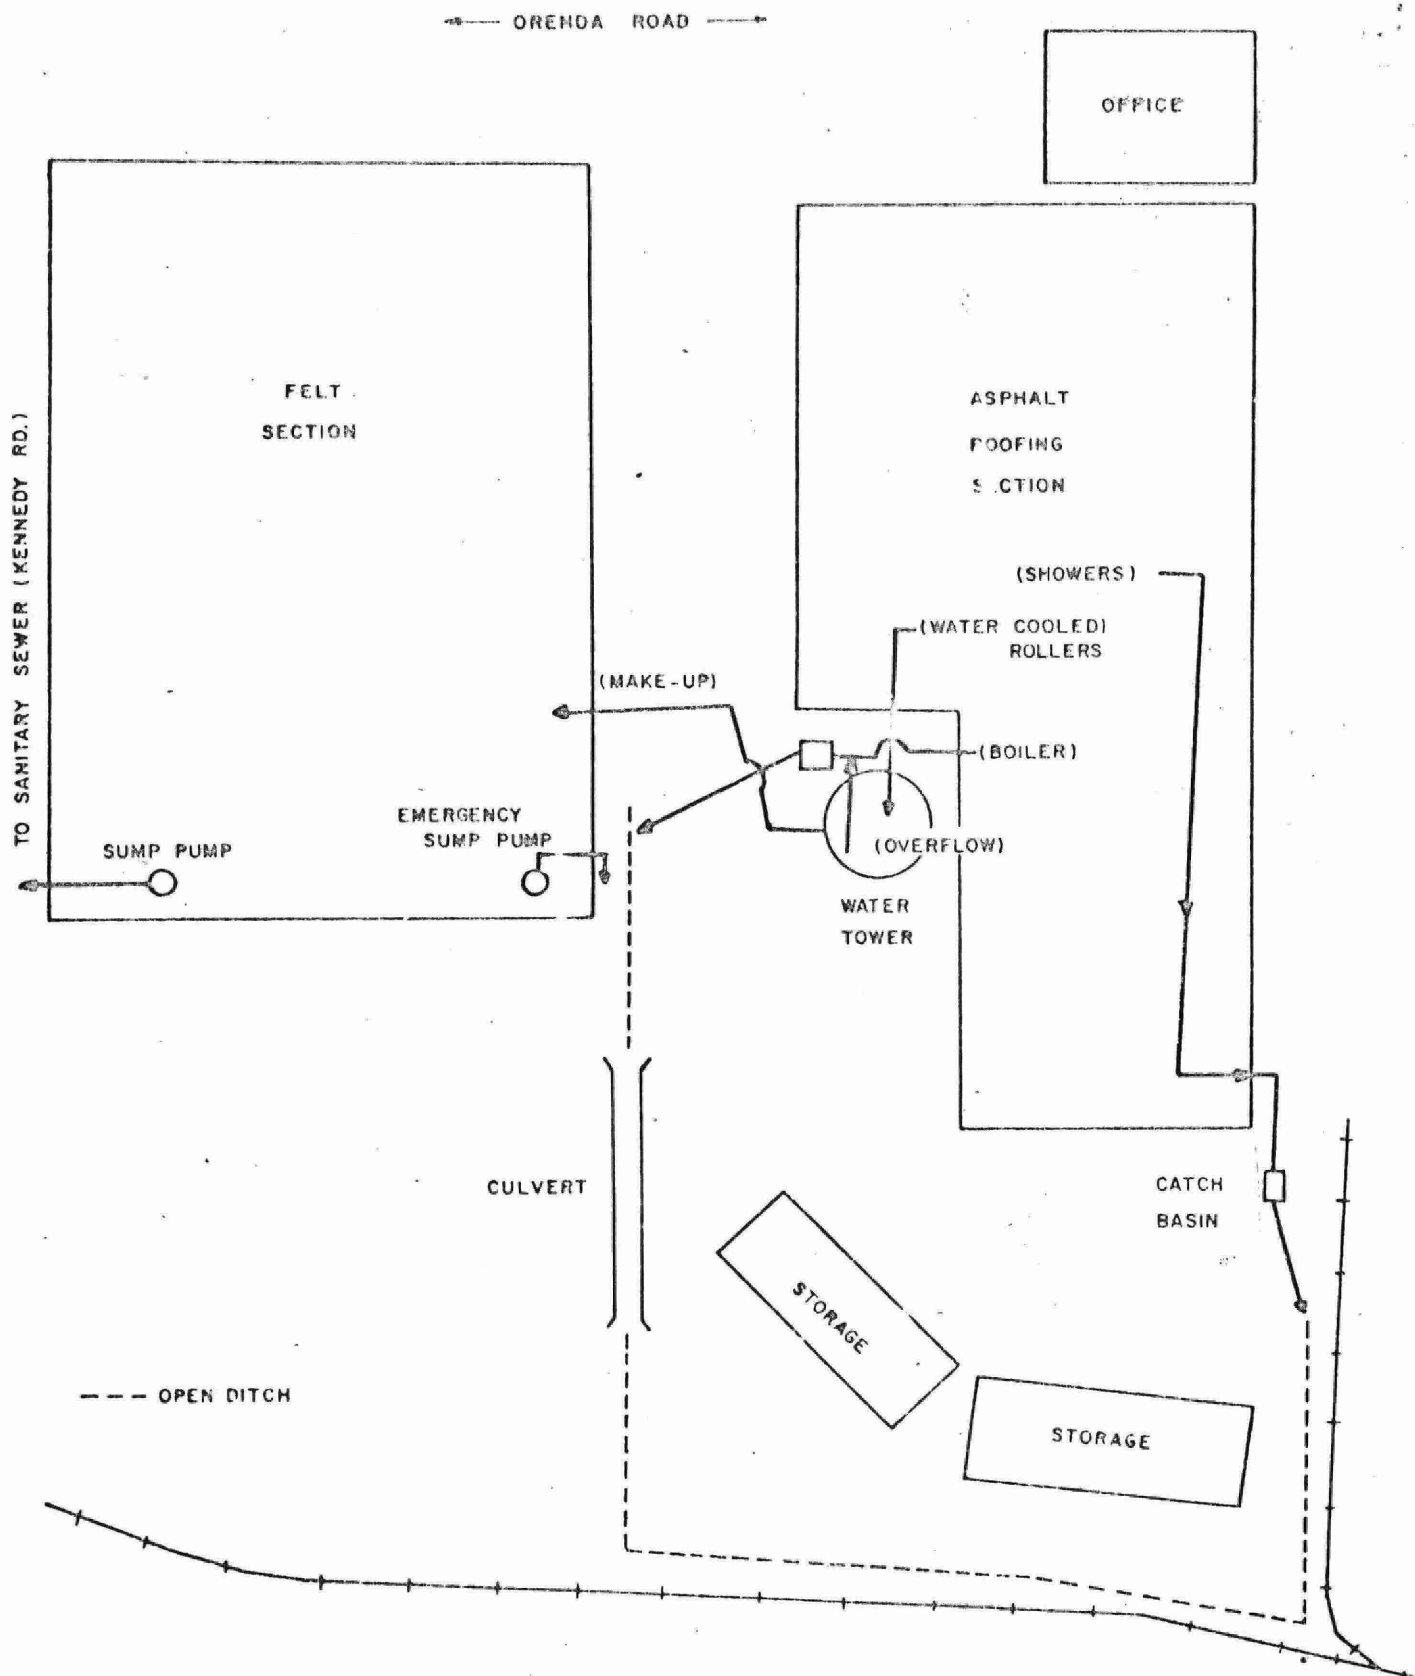 ORENDA ROAD
OFFICE
FELT
SECTION
ASPHALT
ROOFING
SECTION
TO SANITARY SEWER (KENNEDY RD.)
(SHOWERS)
(WATER COOLED)
ROLLERS
(MAKE-UP)
(BOILER)
EMERGENCY
SUMP PUMP
SUMP PUMP
(OVERFLOW)
WATER
TOWER
CULVERT
CATCH
BASIN
STORAGE
OPEN DITCH
STORAGE